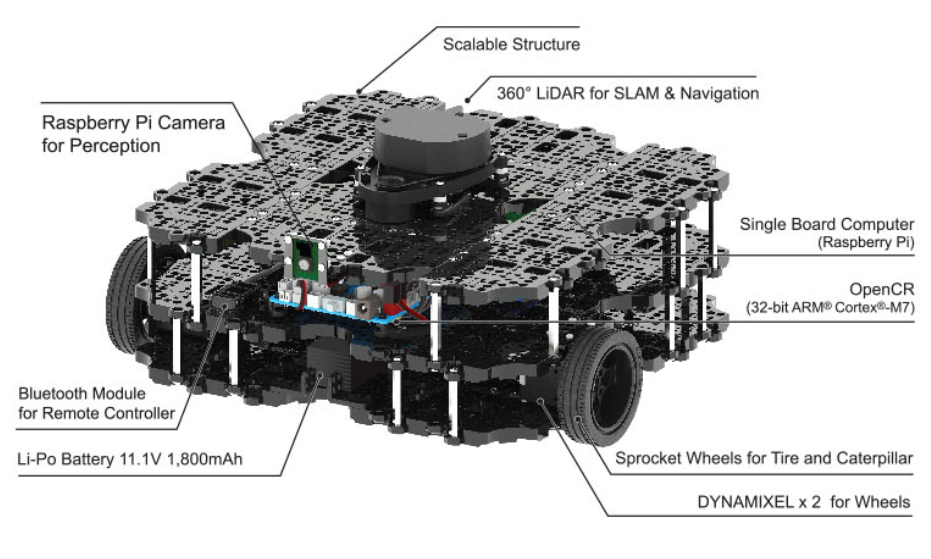 Scalable Structure
360° LiDAR for SLAM & Navigation
Raspberry Pi Camera
for Perception
Single Board Computer
(Raspberry Pi)
OpenCR
(32-bit ARM® Cortex®-M7)
Bluetooth Module
for Remote Controller
Li-Po Battery 11.1V 1,800mAh
Sprocket Wheels for Tire and Caterpillar
DYNAMIXEL x 2 for Wheels